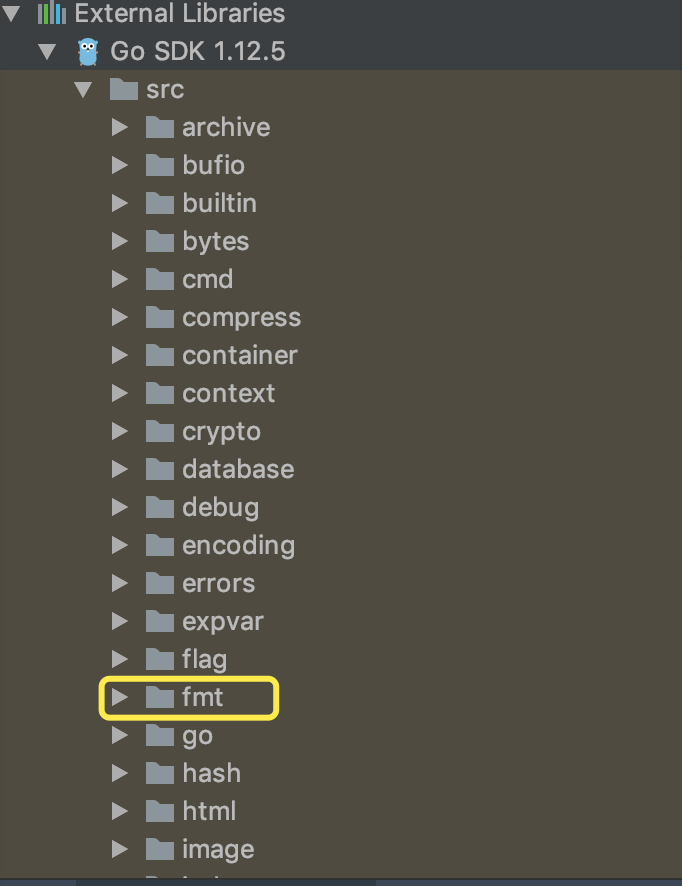 External Libraries
Go SDK 1.12.5
src
archive
bufio
builtin
bytes
cmd
compress
container
context
crypto
database
debug
encoding
errors
expvar
flag
fmt
go
hash
html
image